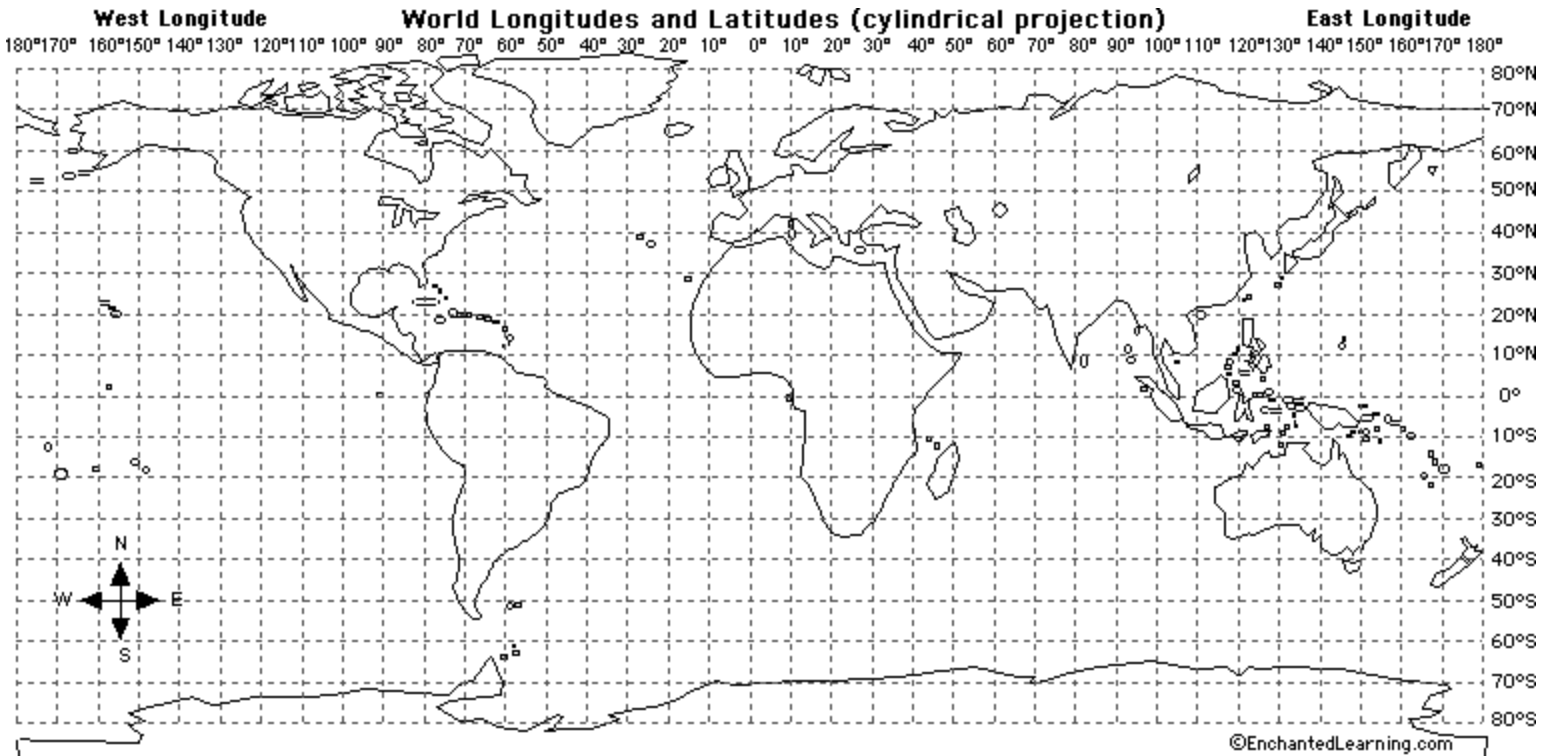 West Longitude World Longitudes and Latitudes (cylindrical projection) East Longitude
180° 170° 160° 150° 140° 130° 120° 110° 100° 90° 80° 70° 60° 50° 40° 30° 20° 10° 0° 10° 20° 30° 40° 50° 60° 70° 80° 90° 100° 110° 120° 130° 140° 150° 160° 170° 180°
80°N
70°N
60°N
50°N
40°N
30°N
20°N
10°N
0°
10°S
20°S
30°S
N
40°S
W E 50°S
S
60°S
70°S
80°S
©EnchantedLearning.com